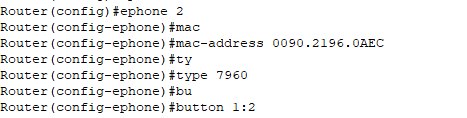 Router(config)#ephone 2
Router(config-ephone)#mac
Router(config-ephone)#mac-address 0090.2196.0AEC
Router(config-ephone)#ty
Router(config-ephone)#type 7960
Router(config-ephone)#bu
Router(config-ephone)#button 1:2